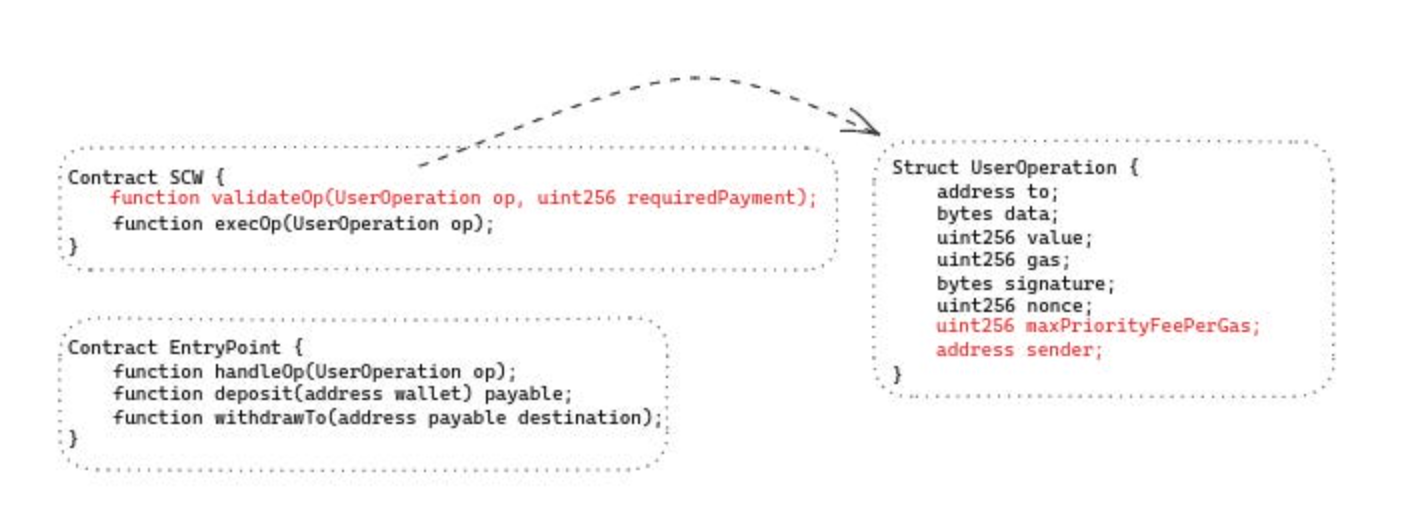 Contract SCW {
function validateOp(UserOperation op, uint256 requiredPayment);
function execOp(UserOperation op);
}
Contract EntryPoint {
function handleOp(UserOperation op);
function deposit(address wallet) payable;
function withdrawTo(address payable destination);
}
Struct UserOperation {
address to;
bytes data;
uint256 value;
uint256 gas;
bytes signature;
uint256 nonce;
uint256 maxPriorityFeePerGas;
address sender;
}